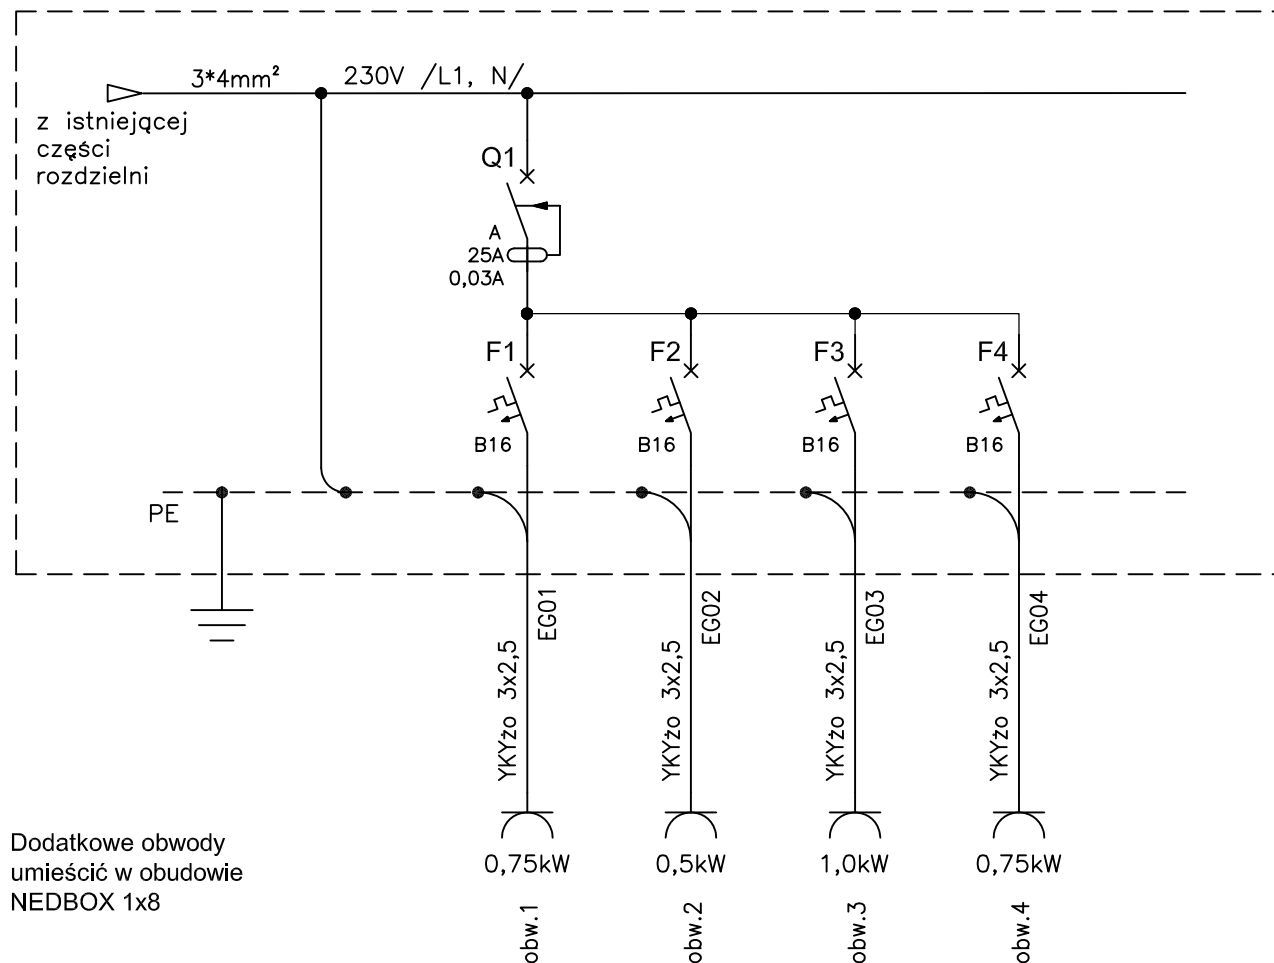 3*4mm²
230V /L1, N/
z istniejącej
części
rozdzielni
Q1
A
25A
0,03A
F1
F2
F3
F4
B16
B16
B16
B16
PE
EG01
EG02
EG03
EG04
YKYżo 3x2,5
YKYżo 3x2,5
YKYżo 3x2,5
YKYżo 3x2,5
Dodatkowe obwody
umieścić w obudowie
NEDBOX 1x8
0,75kW
0,5kW
1,0kW
0,75kW
obw.1
obw.2
obw.3
obw.4